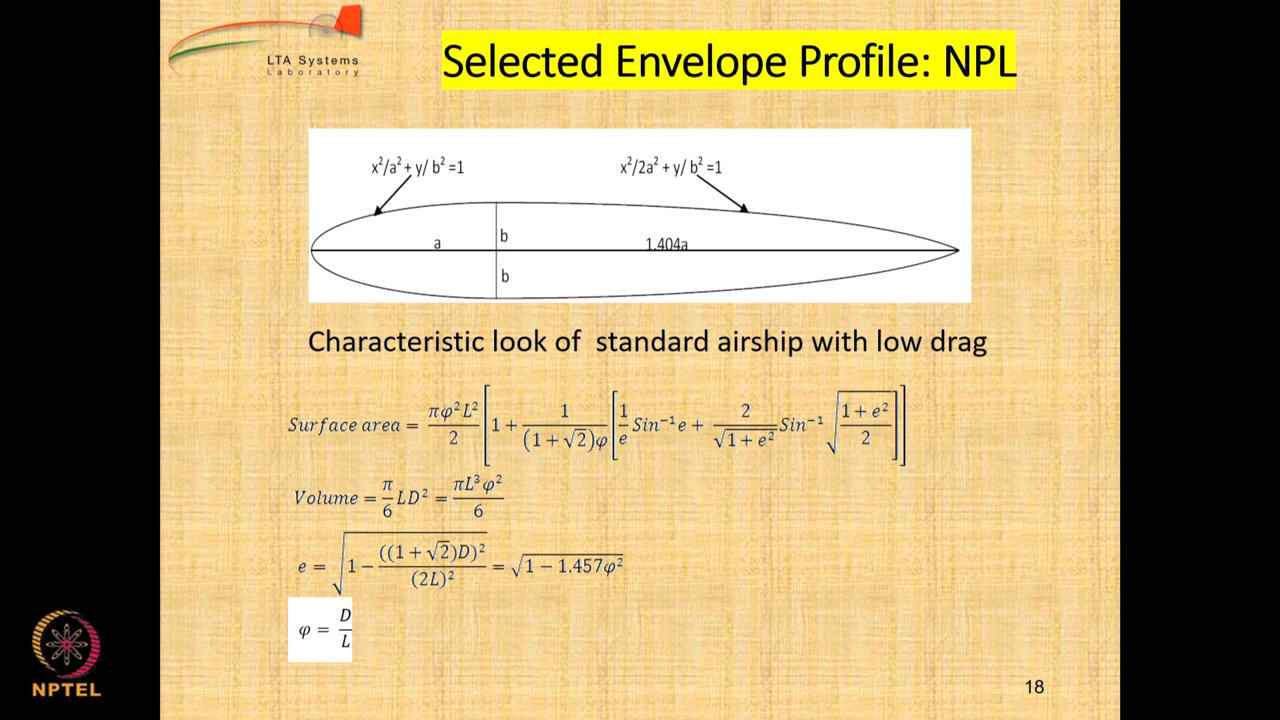 LTA Systems
Laboratory
Selected Envelope Profile: NPL
x²/a² + y/ b² =1
x²/2a² + y/ b² =1
a
b
1.404a
b
Characteristic look of standard airship with low drag
Surface area = πφ²L²/2 [1 + 1/((1 + √2)φ) [1/e Sin⁻¹e + 2/√(1 + e²) Sin⁻¹ √((1 + e²)/2)]]
Volume = π/6 LD² = πL³φ²/6
e = √(1 − ((1 + √2)D)²/(2L)²) = √(1 − 1.457φ²)
φ = D/L
NPTEL
18